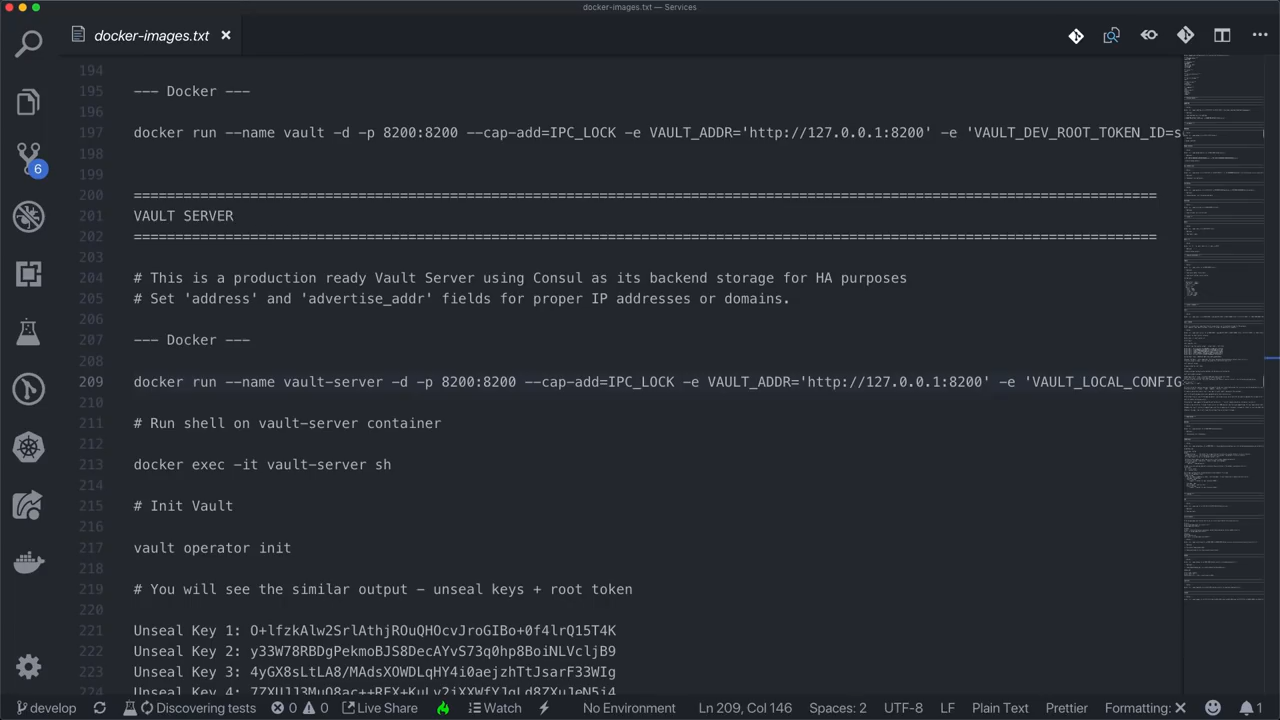 docker-images.txt — Services
docker-images.txt
194
195 --- Docker ---
196
197 docker run --name vault -d -p 8200:8200 --cap-add=IPC_LOCK -e VAULT_ADDR='http://127.0.0.1:8200' -e 'VAULT_DEV_ROOT_TOKEN_ID=s
198
199
200 ============================================================================================================================
201 VAULT SERVER
202 ============================================================================================================================
203
204 # This is a production-ready Vault Server using Consul as its backend storage for HA purposes
205 # Set 'address' and 'advertise_addr' fields for proper IP addresses or domains.
206
207 --- Docker ---
208
209 docker run --name vault-server -d -p 8200:8200 --cap-add=IPC_LOCK -e VAULT_ADDR='http://127.0.0.1:8200' -e 'VAULT_LOCAL_CONFIG
210
211 # Run shell on vault-server container
212
213 docker exec -it vault-server sh
214
215 # Init Vault
216
217 vault operator init
218
219 # You will see the similar output - unseal keys + root token
220
221 Unseal Key 1: O+lfzkAlw2SrlAthjROuQHOcvJroGIBo+0f4lrQ15T4K
222 Unseal Key 2: y33W78RBDgPekmoBJS8DecAYvS73q0hp8BoiNLVcljB9
223 Unseal Key 3: 4yGX8sLtLA8/MAdsXOWDLqHY4i0aejzhTtJsarF33WIg
224 Unseal Key 4:
6
develop
Discovering tests
0
0
Live Share
Watch
No Environment
Ln 209, Col 146
Spaces: 2
UTF-8
LF
Plain Text
Prettier
Formatting: ✕
1